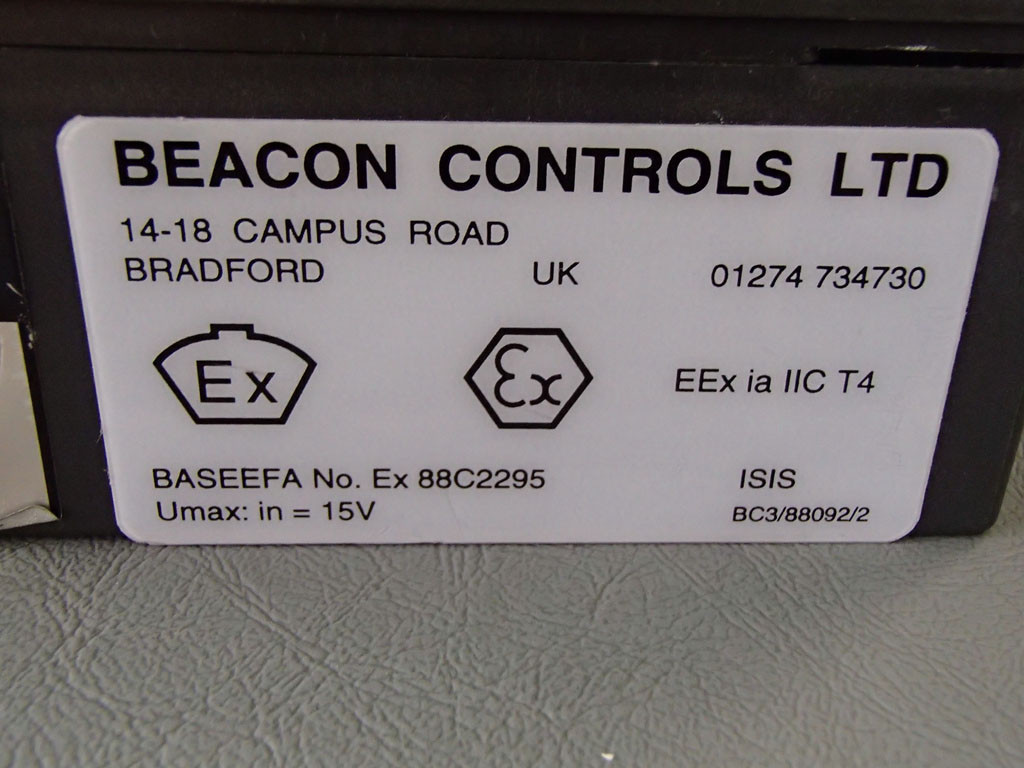 BEACON CONTROLS LTD
14-18 CAMPUS ROAD
BRADFORD UK 01274 734730
Ex Ex EEx ia IIC T4
BASEEFA No. Ex 88C2295 ISIS
Umax: in = 15V BC3/88092/2